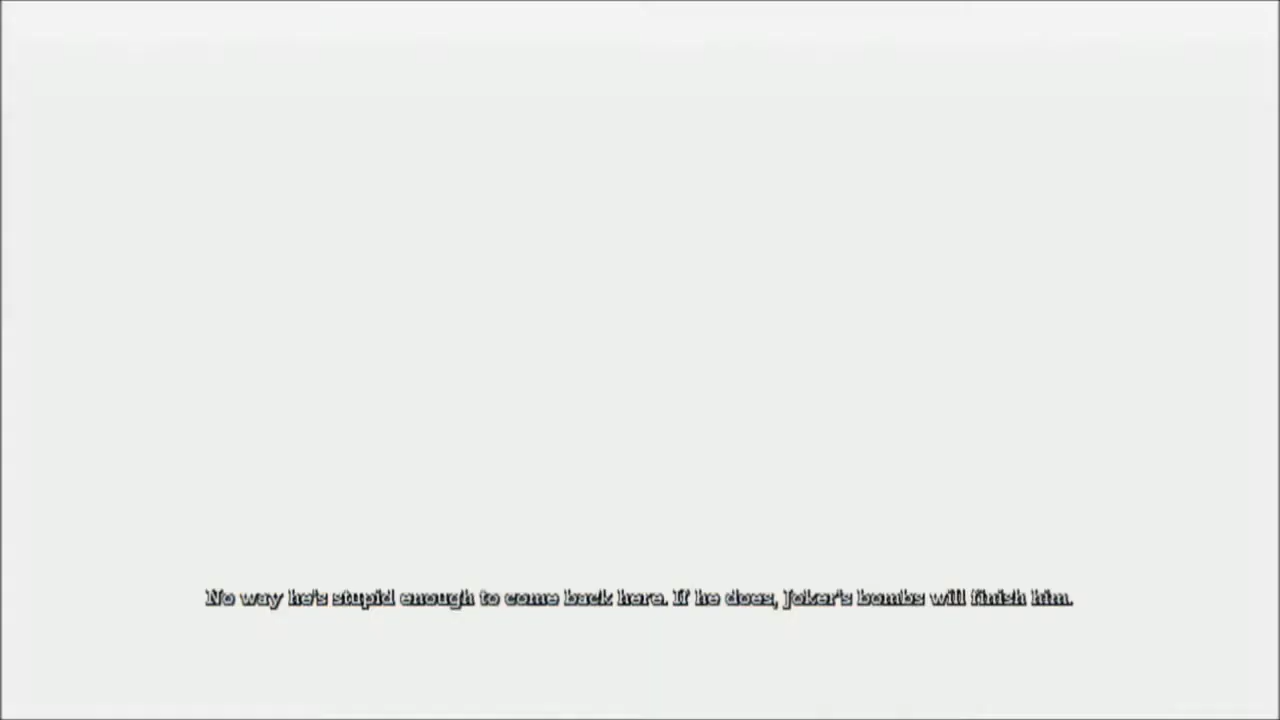 No way he's stupid enough to come back here. If he does, Joker's bombs will finish him.